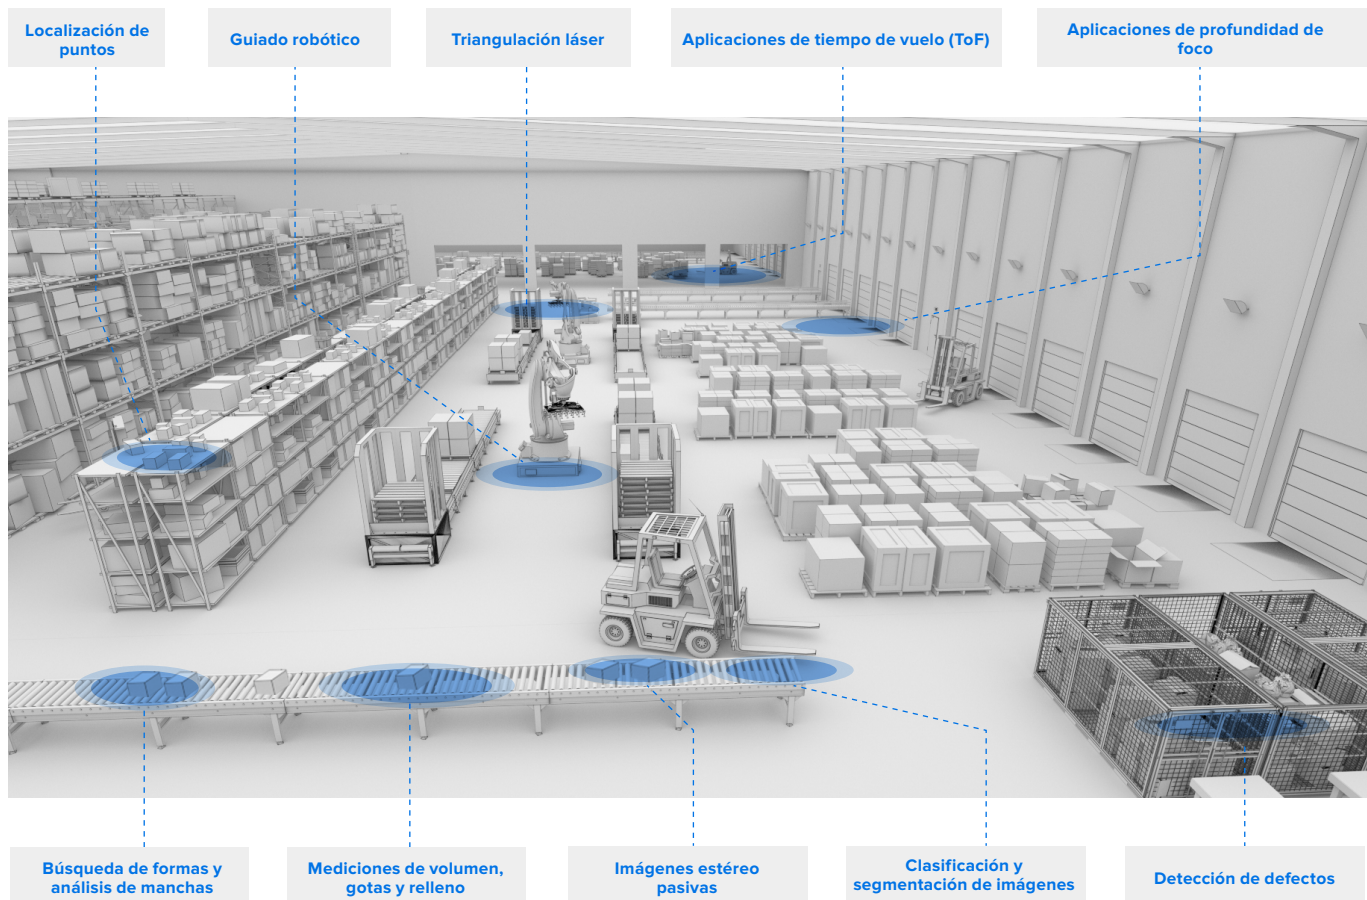 Localización de
puntos
Guiado robótico
Triangulación láser
Aplicaciones de tiempo de vuelo (ToF)
Aplicaciones de profundidad de
foco
Búsqueda de formas y
análisis de manchas
Mediciones de volumen,
gotas y relleno
Imágenes estéreo
pasivas
Clasificación y
segmentación de imágenes
Detección de defectos